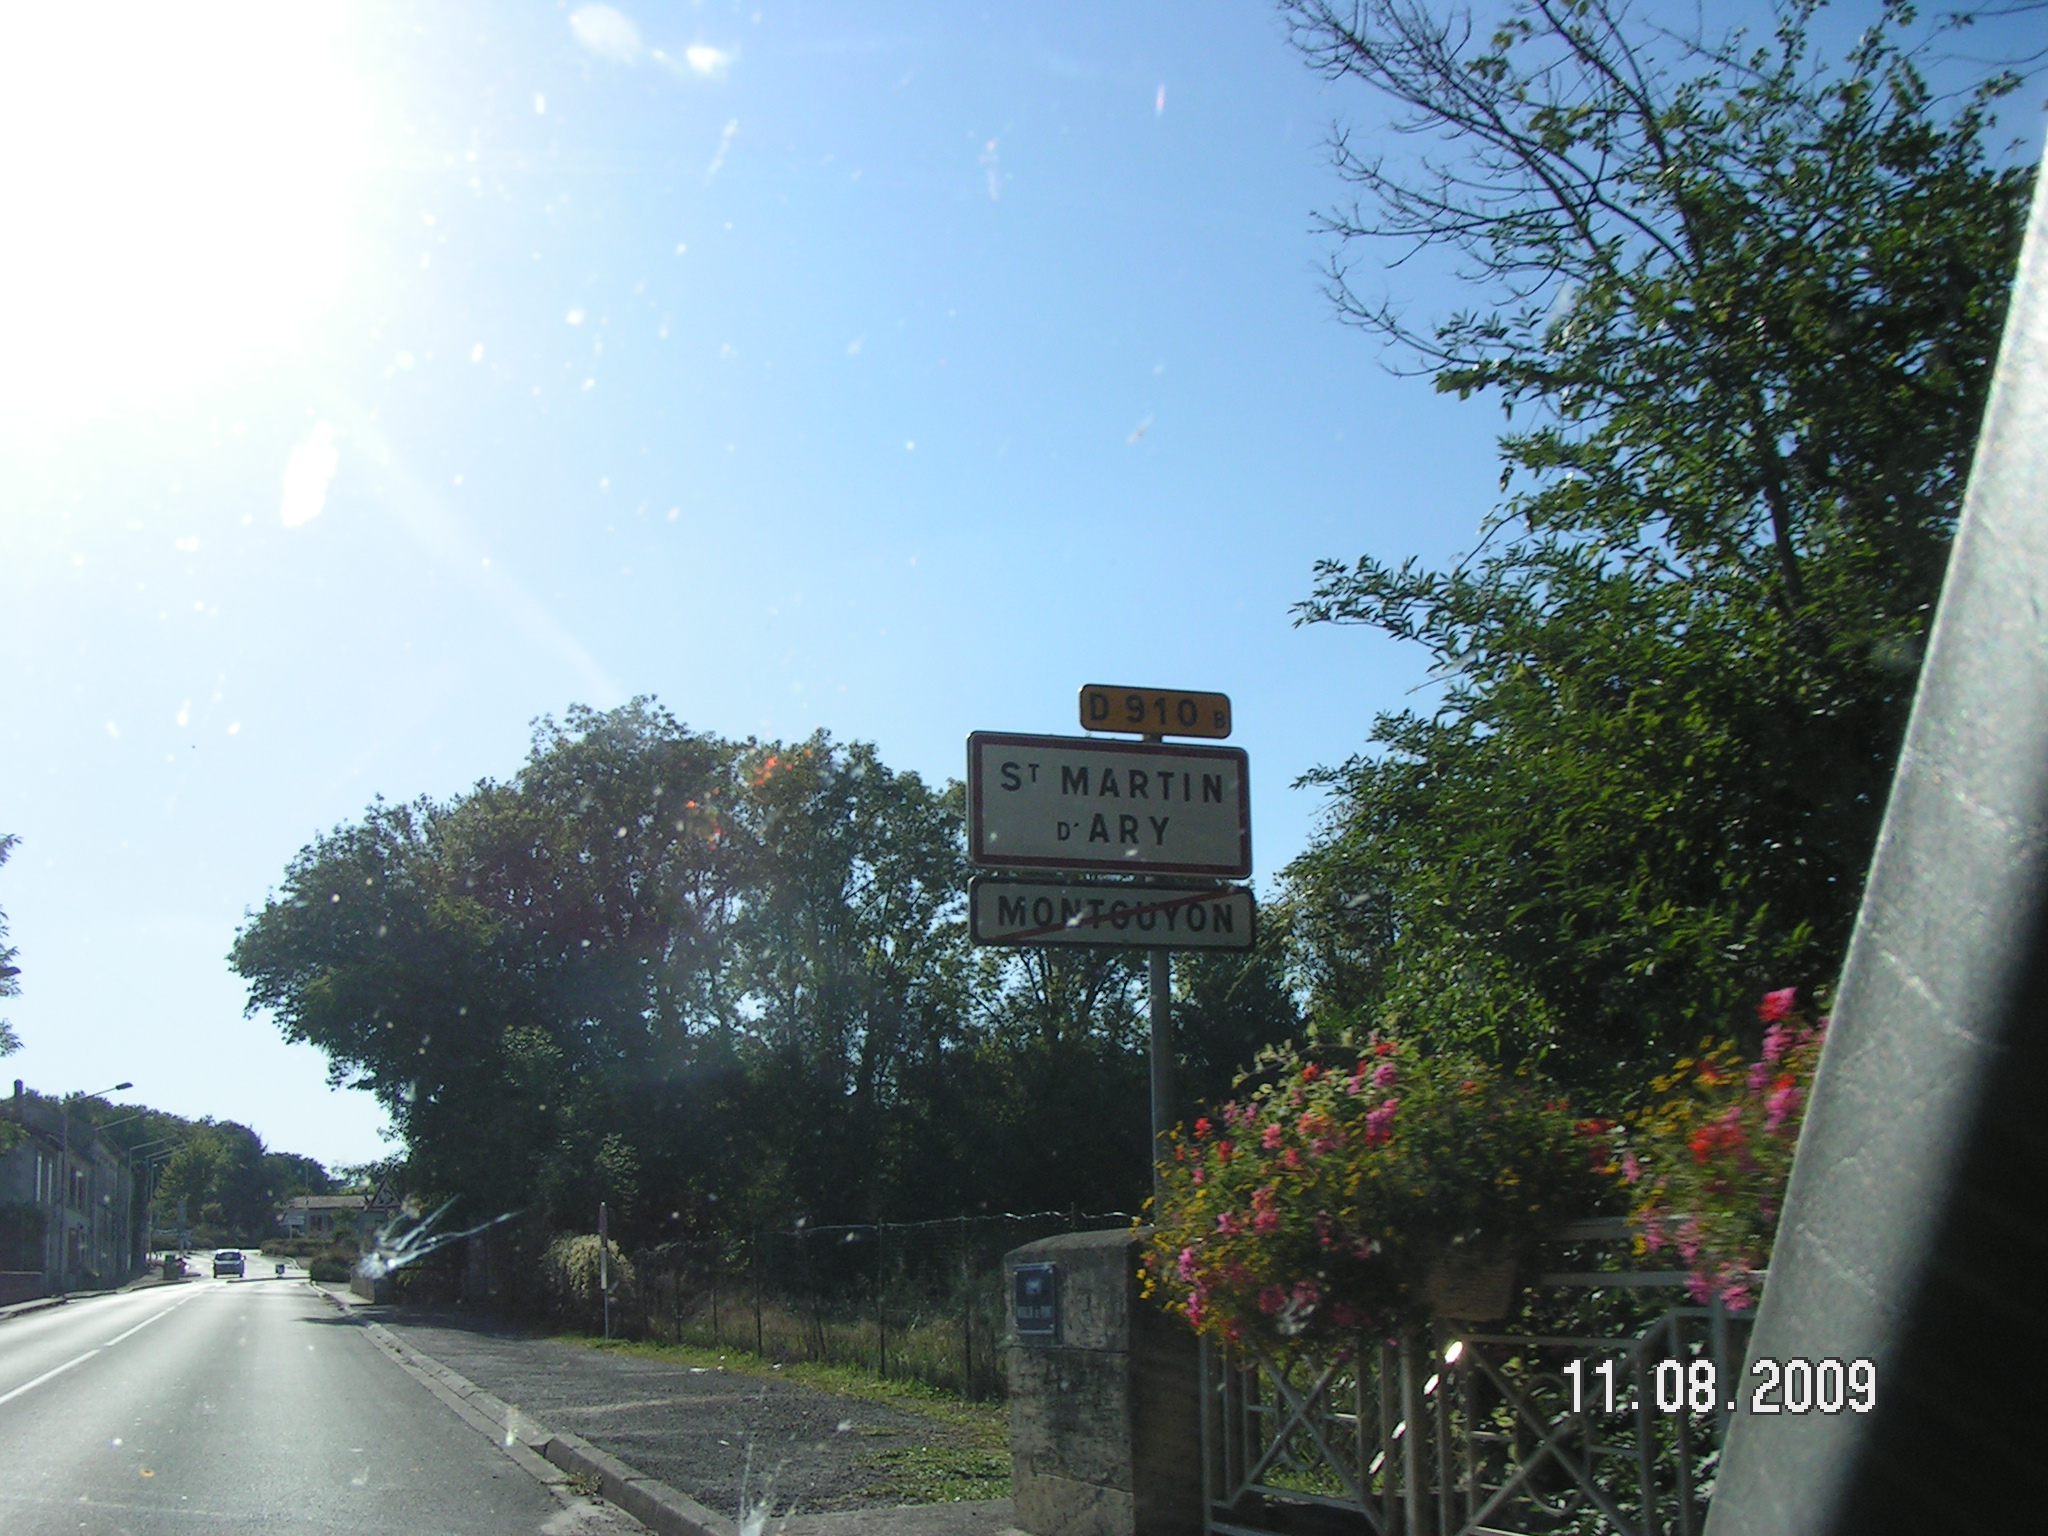 D 910 B
ST MARTIN
D'ARY
MONTGUYON
11.08.2009